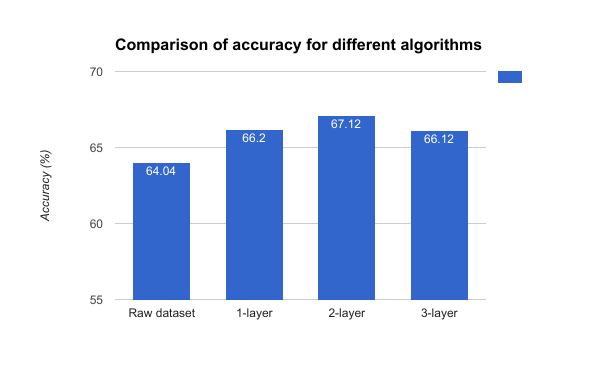 Comparison of accuracy for different algorithms
70
65
60
55
Accuracy (%)
64.04
66.2
67.12
66.12
Raw dataset
1-layer
2-layer
3-layer